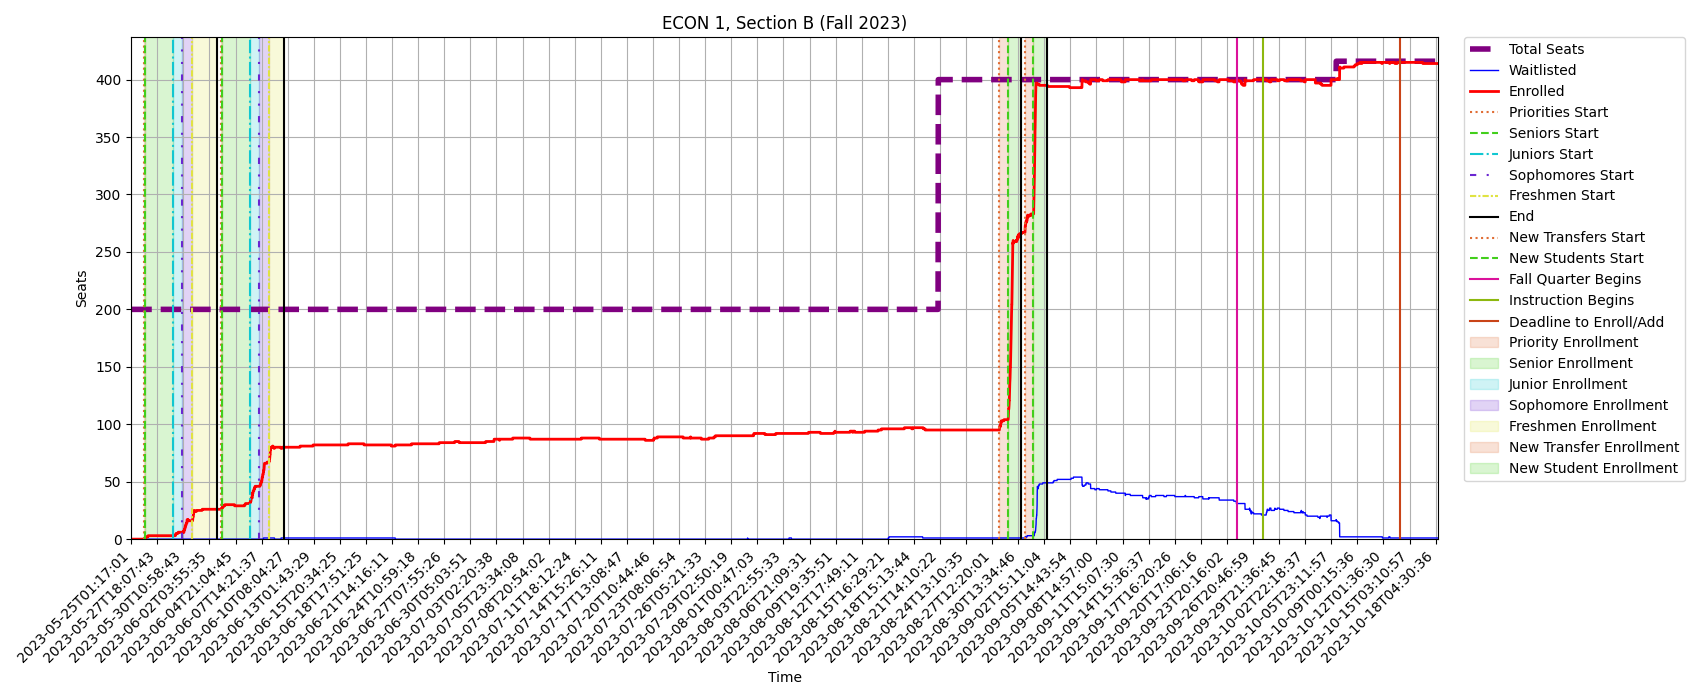 ECON 1, Section B (Fall 2023)
Seats
400
350
300
250
200
150
100
50
0
2023-05-25T01:17:01
2023-05-27T18:07:43
2023-05-30T10:58:43
2023-06-02T03:55:35
2023-06-04T21:04:45
2023-06-07T14:21:37
2023-06-10T08:04:27
2023-06-13T01:43:29
2023-06-15T20:34:25
2023-06-18T17:51:25
2023-06-21T14:16:11
2023-06-24T10:59:18
2023-06-27T07:55:26
2023-06-30T05:03:51
2023-07-03T02:20:38
2023-07-05T23:34:08
2023-07-08T20:54:02
2023-07-11T18:12:24
2023-07-14T15:26:11
2023-07-17T13:08:47
2023-07-20T10:44:46
2023-07-23T08:06:54
2023-07-26T05:21:33
2023-07-29T02:50:19
2023-08-01T00:47:03
2023-08-03T22:55:33
2023-08-06T21:09:31
2023-08-09T19:35:51
2023-08-12T17:49:11
2023-08-15T16:29:21
2023-08-18T15:13:44
2023-08-21T14:10:22
2023-08-24T13:10:35
2023-08-27T12:20:01
2023-08-30T13:34:46
2023-09-02T15:11:04
2023-09-05T14:43:54
2023-09-08T14:57:00
2023-09-11T15:07:30
2023-09-14T15:36:37
2023-09-17T16:20:26
2023-09-20T17:06:16
2023-09-23T20:16:02
2023-09-26T20:46:59
2023-09-29T21:36:45
2023-10-02T22:18:37
2023-10-05T23:11:57
2023-10-09T00:15:36
2023-10-12T01:36:30
2023-10-15T03:10:57
2023-10-18T04:30:36
Time
Total Seats
Waitlisted
Enrolled
Priorities Start
Seniors Start
Juniors Start
Sophomores Start
Freshmen Start
End
New Transfers Start
New Students Start
Fall Quarter Begins
Instruction Begins
Deadline to Enroll/Add
Priority Enrollment
Senior Enrollment
Junior Enrollment
Sophomore Enrollment
Freshmen Enrollment
New Transfer Enrollment
New Student Enrollment